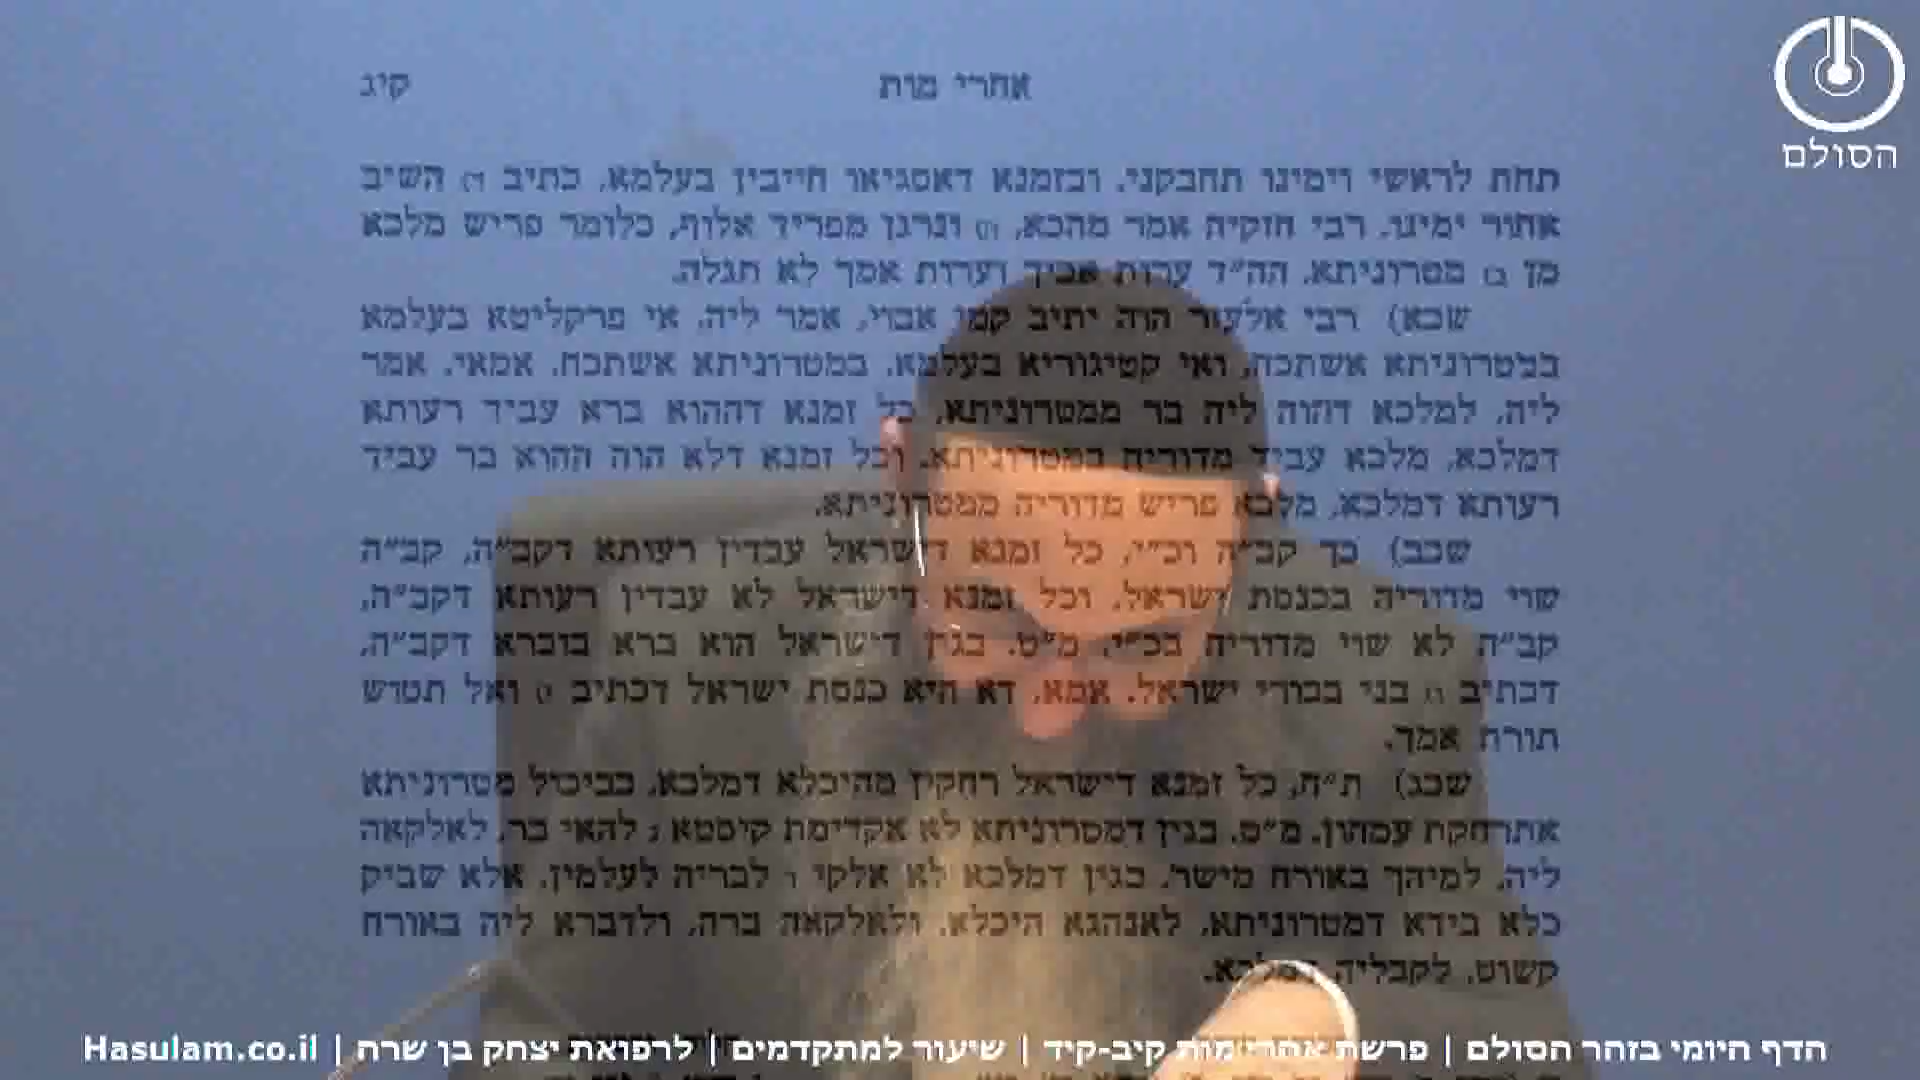 הסולם
אחרי מות קיג
תחת לראשי וימינו תחבקני. ובזמנא דאסגיאו חייבין בעלמא, כתיב השיב
אחור ימינו. רבי חזקיה אמר מהכא, ונרגן מפריד אלוף, כלומר פריש מלכא
מן מטרוניתא. הה״ד ערות אביך וערות אמך לא תגלה.
שכא) רבי אלעזר הוה יתיב קמי אבוי, אמר ליה, אי פרקליטא בעלמא
במטרוניתא אשתכח, ואי קטיגוריא בעלמא, במטרוניתא אשתכח, אמאי. אמר
ליה, למלכא דהוה ליה בר ממטרוניתא, כל זמנא דההוא ברא עביד רעותא
דמלכא, מלכא עביד מדוריה במטרוניתא. וכל זמנא דלא הוה ההוא בר עביד
רעותא דמלכא, מלכא פריש מדוריה ממטרוניתא.
שכב) כך קב״ה וכ״י, כל זמנא דישראל עבדין רעותא דקב״ה, קב״ה
שוי מדוריה בכנסת ישראל, וכל זמנא דישראל לא עבדין רעותא דקב״ה,
קב״ה לא שוי מדוריה בכ״י, מ״ט. בגין דישראל הוא ברא בוכרא דקב״ה,
דכתיב בני בכורי ישראל. אמא, דא היא כנסת ישראל דכתיב ואל תטוש
תורת אמך.
שכג) ת״ח, כל זמנא דישראל רחקין מהיכלא דמלכא, כביכול מטרוניתא
אתרחקת עמהון, מ״ט, בגין דמטרוניתא לא אקדימת קיסטא להאי בר, לאלקאה
ליה, למיהך באורח מישר, בגין דמלכא לא אלקי לבריה לעלמין, אלא שביק
כלא בידא דמטרוניתא, לאנהגא היכלא, ולאלקאה ברה, ולדברא ליה באורח
קשוט, לקבליה דמלכא.
הדף היומי בזהר הסולם | פרשת אחרי מות קיב-קיד | שיעור למתקדמים | לרפואת יצחק בן שרה | Hasulam.co.il